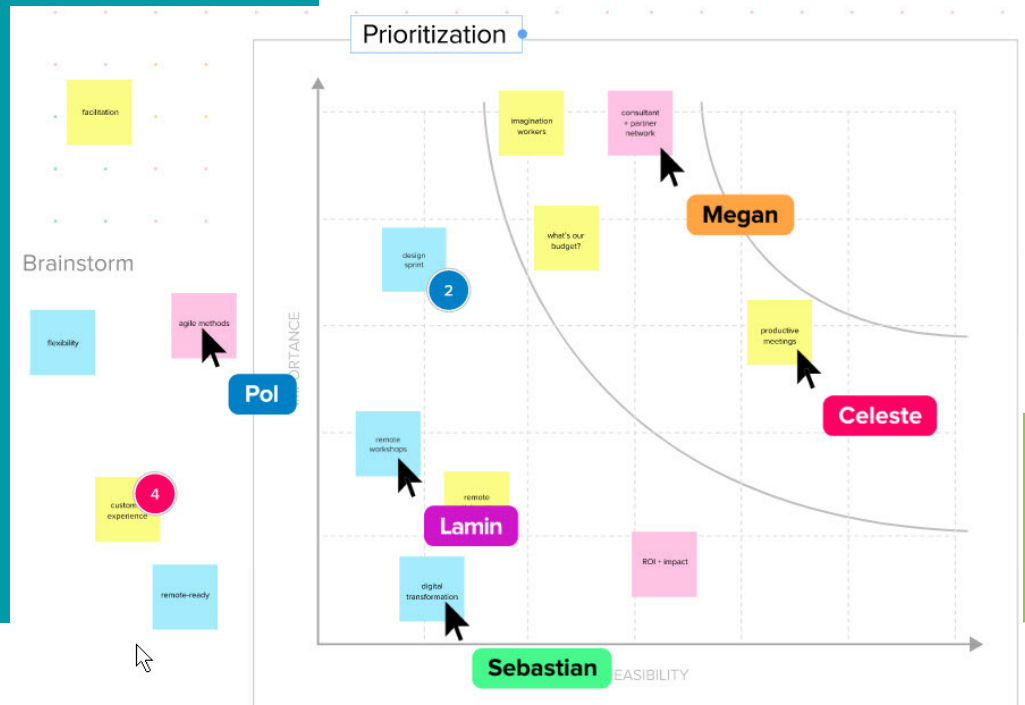 Prioritization
facilitation
imagination
workers
consultant
+ partner
network
Megan
what's our
budget?
design
sprint
2
Brainstorm
flexibility
agile methods
Pol
productive
meetings
Celeste
remote
workshops
remote
Lamin
4
experience
ROI + impact
remote-ready
digital
transformation
Sebastian